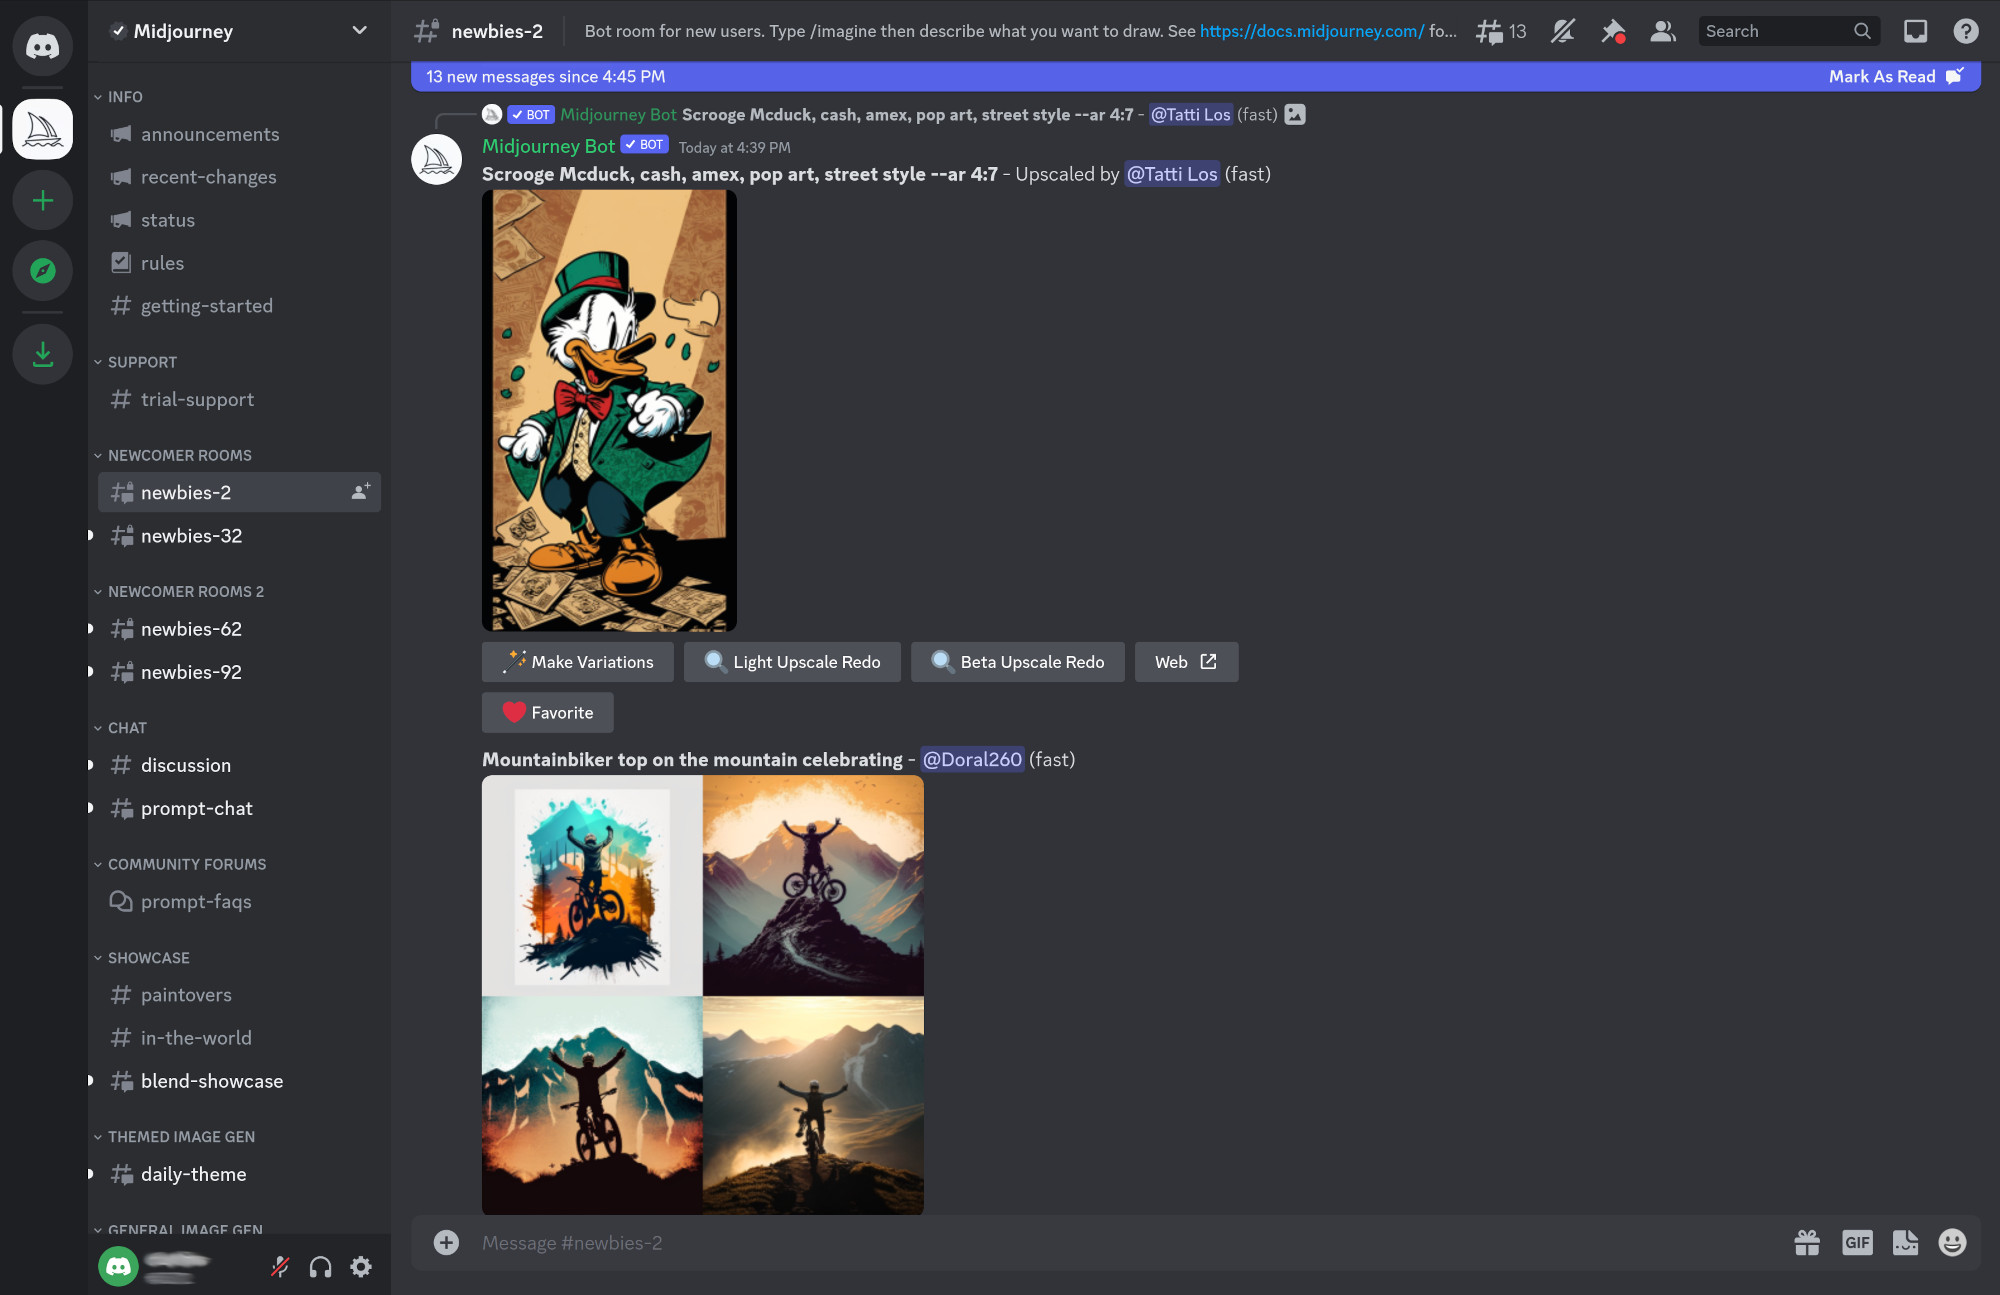 Midjourney
INFO
announcements
recent-changes
status
rules
getting-started
SUPPORT
trial-support
NEWCOMER ROOMS
newbies-2
newbies-32
NEWCOMER ROOMS 2
newbies-62
newbies-92
CHAT
discussion
prompt-chat
COMMUNITY FORUMS
prompt-faqs
SHOWCASE
paintovers
in-the-world
blend-showcase
THEMED IMAGE GEN
daily-theme
GENERAL IMAGE GEN
newbies-2 Bot room for new users. Type /imagine then describe what you want to draw. See https://docs.midjourney.com/ fo... 13 Search
13 new messages since 4:45 PM Mark As Read
BOT Midjourney Bot Scrooge Mcduck, cash, amex, pop art, street style --ar 4:7 - @Tatti Los (fast)
Midjourney Bot BOT Today at 4:39 PM
Scrooge Mcduck, cash, amex, pop art, street style --ar 4:7 - Upscaled by @Tatti Los (fast)
Make Variations Light Upscale Redo Beta Upscale Redo Web
Favorite
Mountainbiker top on the mountain celebrating - @Doral260 (fast)
Message #newbies-2 GIF